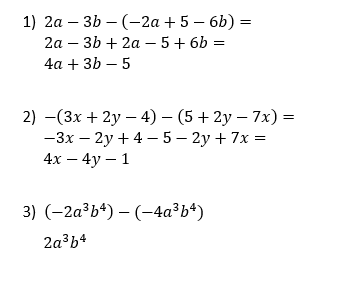 1) 2a − 3b − (−2a + 5 − 6b) =
2a − 3b + 2a − 5 + 6b =
4a + 3b − 5
2) −(3x + 2y − 4) − (5 + 2y − 7x) =
−3x − 2y + 4 − 5 − 2y + 7x =
4x − 4y − 1
3) (−2a³b⁴) − (−4a³b⁴)
2a³b⁴